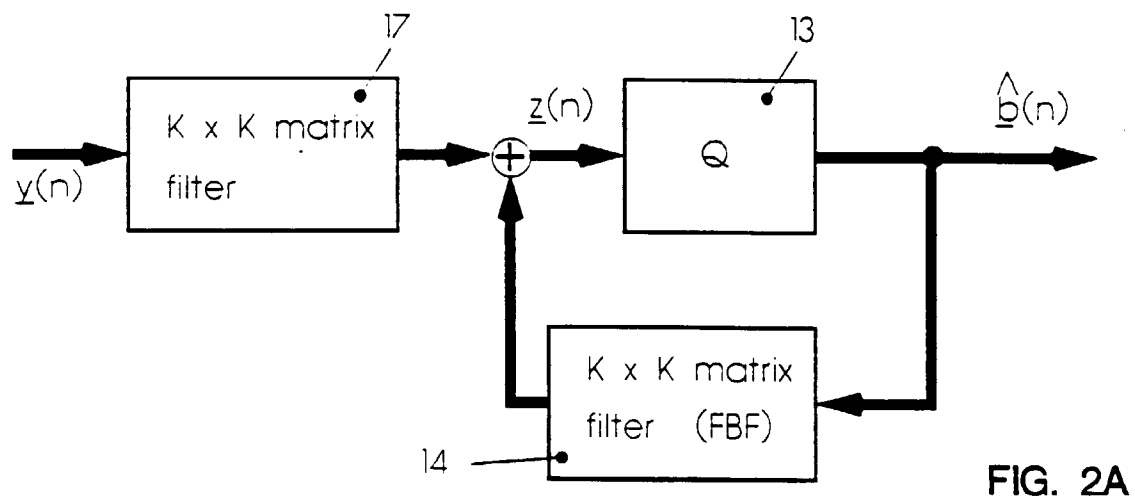 17
13
K x K matrix
filter
y(n)
z(n)
Q
b̂(n)
K x K matrix
filter (FBF)
14
FIG. 2A